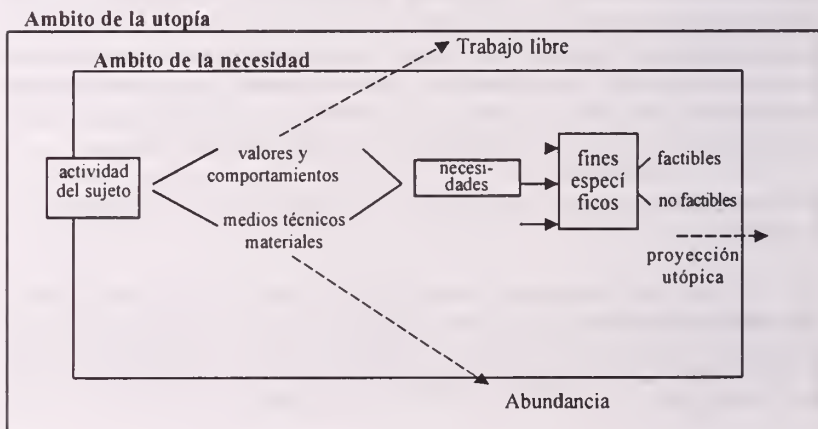 Ambito de la utopía
Trabajo libre
Ambito de la necesidad
actividad
del sujeto
valores y
comportamientos
medios técnicos
materiales
necesi-
dades
fines
especí
ficos
factibles
no factibles
proyección
utópica
Abundancia